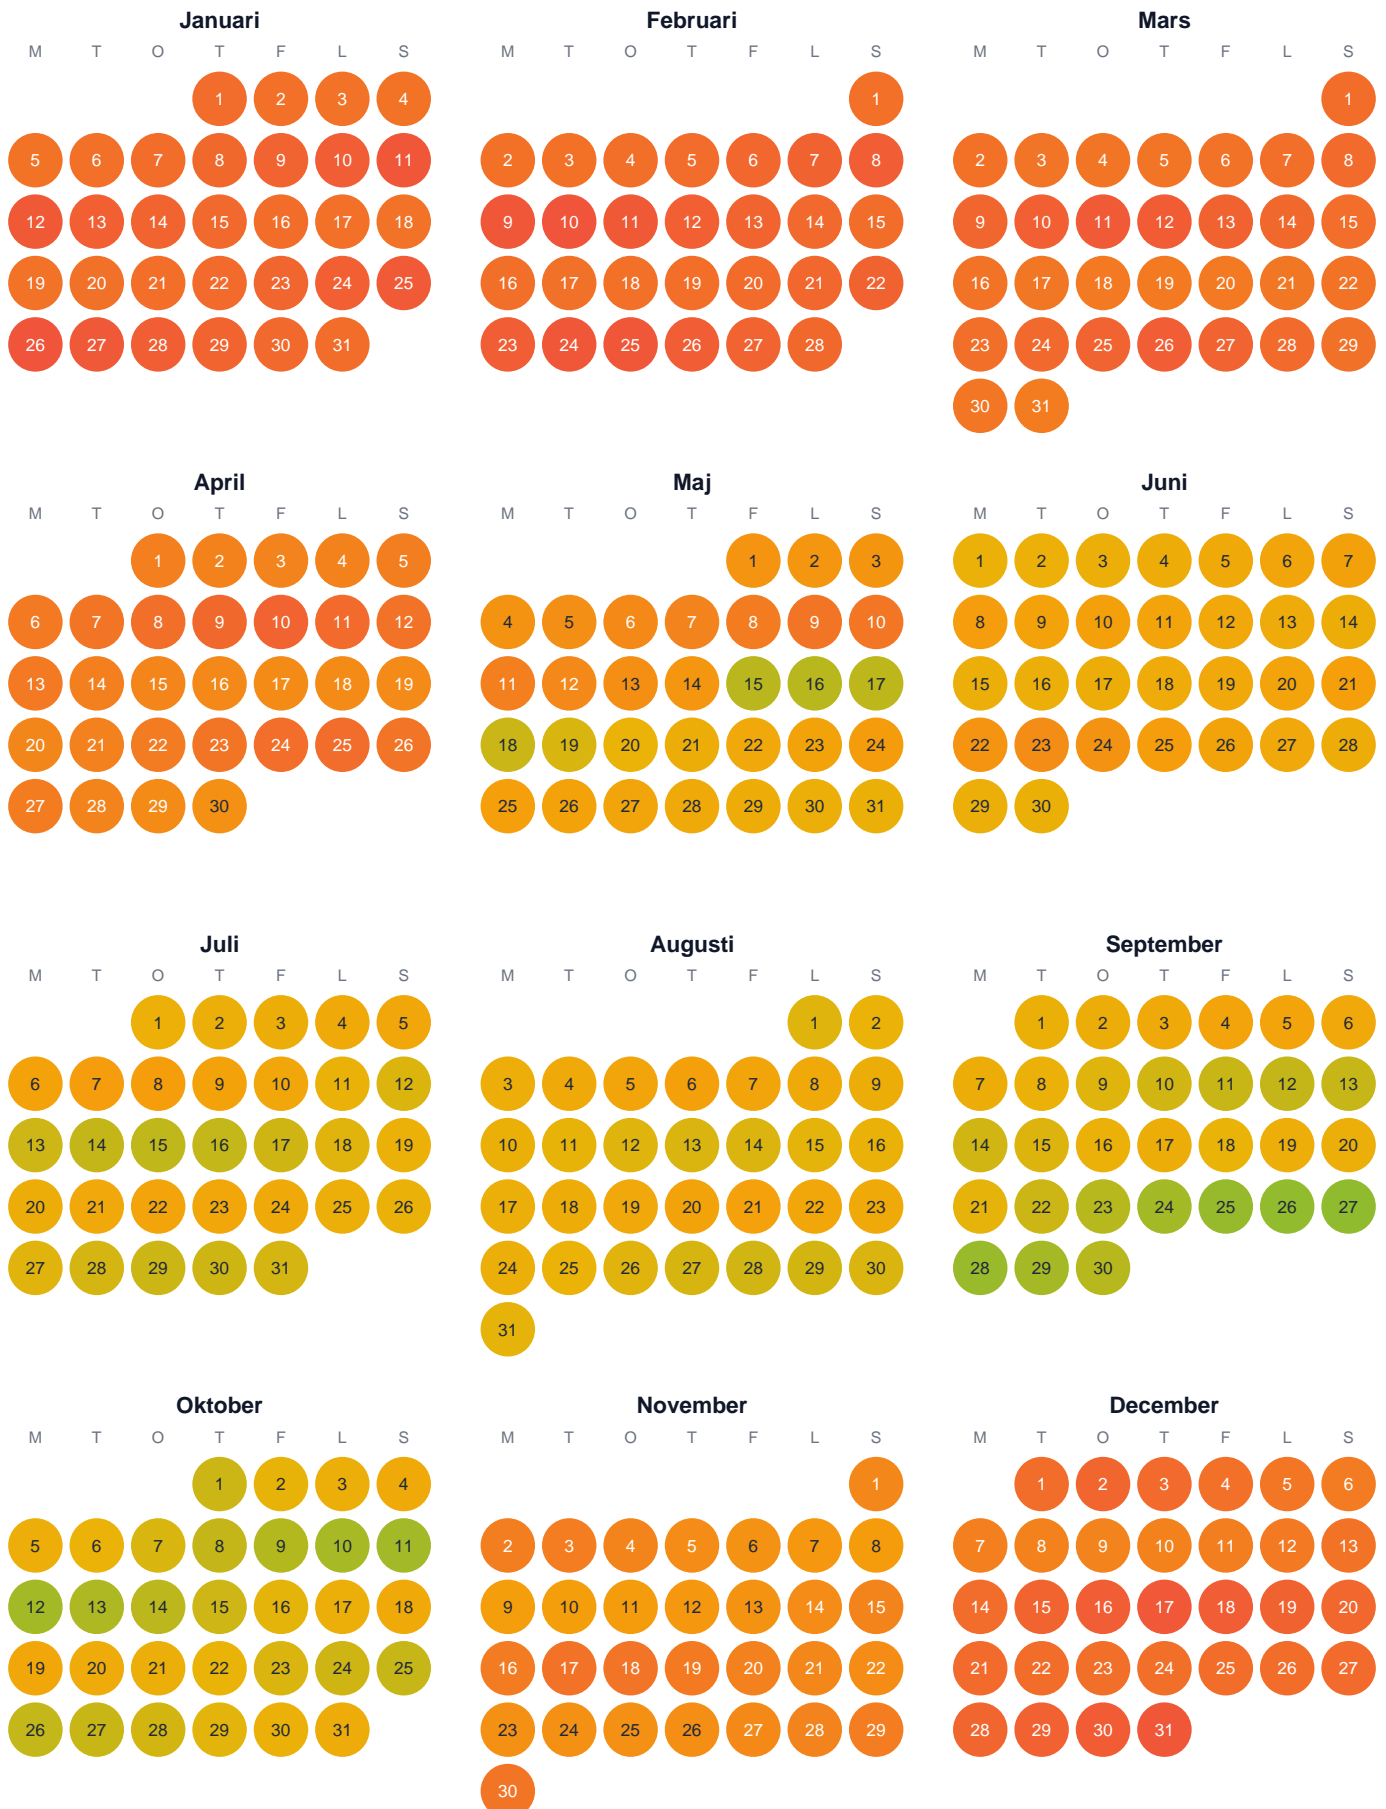 Januari Februari Mars
M T O T F L S M T O T F L S M T O T F L S
1 2 3 4 1 1
5 6 7 8 9 10 11 2 3 4 5 6 7 8 2 3 4 5 6 7 8
12 13 14 15 16 17 18 9 10 11 12 13 14 15 9 10 11 12 13 14 15
19 20 21 22 23 24 25 16 17 18 19 20 21 22 16 17 18 19 20 21 22
26 27 28 29 30 31 23 24 25 26 27 28 23 24 25 26 27 28 29
30 31
April Maj Juni
M T O T F L S M T O T F L S M T O T F L S
1 2 3 4 5 1 2 3 1 2 3 4 5 6 7
6 7 8 9 10 11 12 4 5 6 7 8 9 10 8 9 10 11 12 13 14
13 14 15 16 17 18 19 11 12 13 14 15 16 17 15 16 17 18 19 20 21
20 21 22 23 24 25 26 18 19 20 21 22 23 24 22 23 24 25 26 27 28
27 28 29 30 25 26 27 28 29 30 31 29 30
Juli Augusti September
M T O T F L S M T O T F L S M T O T F L S
1 2 3 4 5 1 2 1 2 3 4 5 6
6 7 8 9 10 11 12 3 4 5 6 7 8 9 7 8 9 10 11 12 13
13 14 15 16 17 18 19 10 11 12 13 14 15 16 14 15 16 17 18 19 20
20 21 22 23 24 25 26 17 18 19 20 21 22 23 21 22 23 24 25 26 27
27 28 29 30 31 24 25 26 27 28 29 30 28 29 30
31
Oktober November December
M T O T F L S M T O T F L S M T O T F L S
1 2 3 4 1 1 2 3 4 5 6
5 6 7 8 9 10 11 2 3 4 5 6 7 8 7 8 9 10 11 12 13
12 13 14 15 16 17 18 9 10 11 12 13 14 15 14 15 16 17 18 19 20
19 20 21 22 23 24 25 16 17 18 19 20 21 22 21 22 23 24 25 26 27
26 27 28 29 30 31 23 24 25 26 27 28 29 28 29 30 31
30